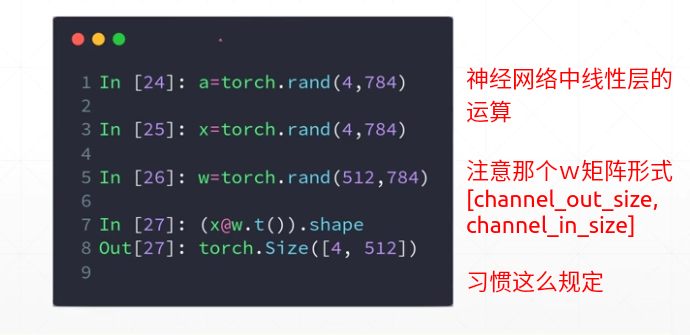 1 In [24]: a=torch.rand(4,784)
2
3 In [25]: x=torch.rand(4,784)
4
5 In [26]: w=torch.rand(512,784)
6
7 In [27]: (x@w.t()).shape
8 Out[27]: torch.Size([4, 512])
9
神经网络中线性层的
运算
注意那个w矩阵形式
[channel_out_size,
channel_in_size]
习惯这么规定